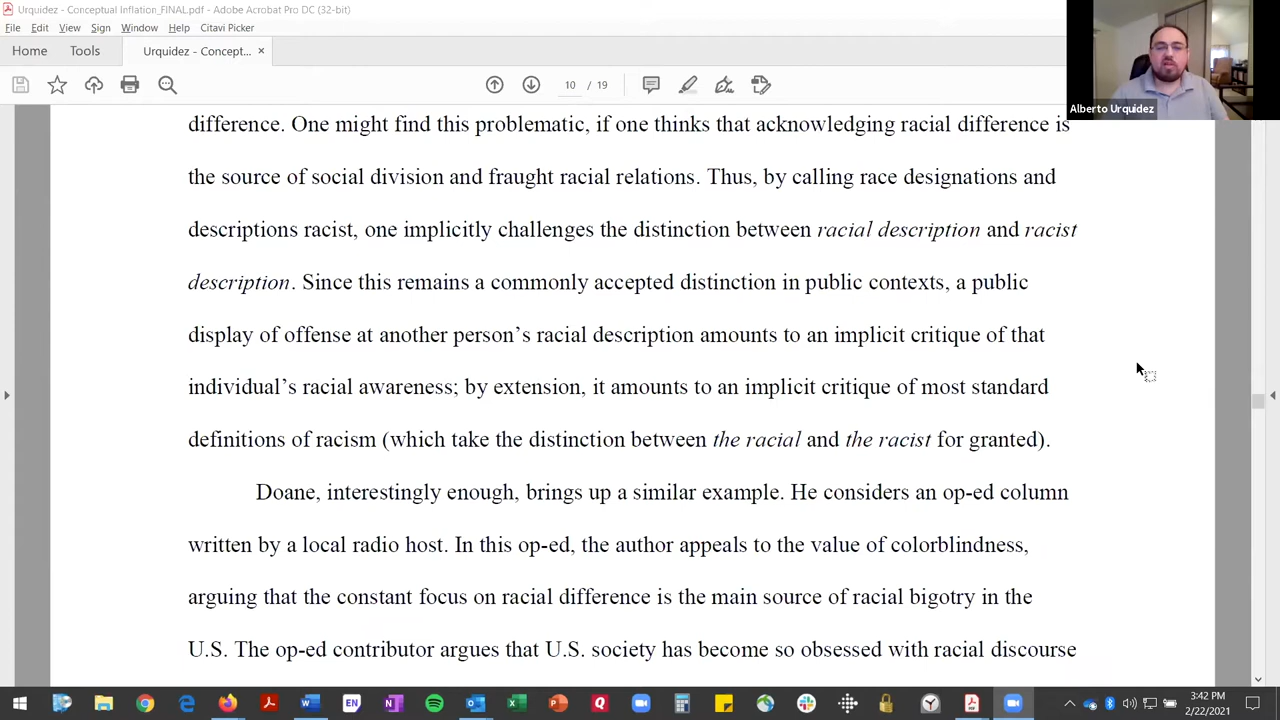 Urquidez - Conceptual Inflation_FINAL.pdf - Adobe Acrobat Pro DC (32-bit)
File Edit View Sign Window Help Citavi Picker
Home Tools Urquidez - Concept... ×
10 / 19
Alberto Urquidez
difference. One might find this problematic, if one thinks that acknowledging racial difference is
the source of social division and fraught racial relations. Thus, by calling race designations and
descriptions racist, one implicitly challenges the distinction between racial description and racist
description. Since this remains a commonly accepted distinction in public contexts, a public
display of offense at another person’s racial description amounts to an implicit critique of that
individual’s racial awareness; by extension, it amounts to an implicit critique of most standard
definitions of racism (which take the distinction between the racial and the racist for granted).
Doane, interestingly enough, brings up a similar example. He considers an op-ed column
written by a local radio host. In this op-ed, the author appeals to the value of colorblindness,
arguing that the constant focus on racial difference is the main source of racial bigotry in the
U.S. The op-ed contributor argues that U.S. society has become so obsessed with racial discourse
EN
3:42 PM
2/22/2021